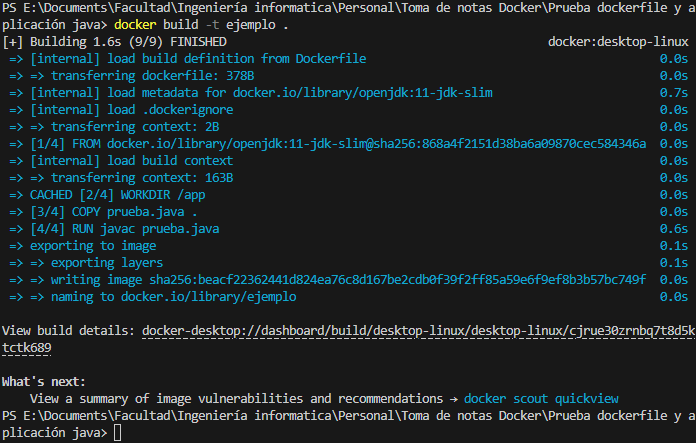 PS E:\Documents\Facultad\Ingeniería informatica\Personal\Toma de notas Docker\Prueba dockerfile y a
plicación java> docker build -t ejemplo .
[+] Building 1.6s (9/9) FINISHED docker:desktop-linux
=> [internal] load build definition from Dockerfile 0.0s
=> => transferring dockerfile: 378B 0.0s
=> [internal] load metadata for docker.io/library/openjdk:11-jdk-slim 0.7s
=> [internal] load .dockerignore 0.0s
=> => transferring context: 2B 0.0s
=> [1/4] FROM docker.io/library/openjdk:11-jdk-slim@sha256:868a4f2151d38ba6a09870cec584346a 0.0s
=> [internal] load build context 0.0s
=> => transferring context: 163B 0.0s
=> CACHED [2/4] WORKDIR /app 0.0s
=> [3/4] COPY prueba.java . 0.0s
=> [4/4] RUN javac prueba.java 0.6s
=> exporting to image 0.1s
=> => exporting layers 0.1s
=> => writing image sha256:beacf22362441d824ea76c8d167be2cdb0f39f2ff85a59e6f9ef8b3b57bc749f 0.0s
=> => naming to docker.io/library/ejemplo 0.0s
View build details: docker-desktop://dashboard/build/desktop-linux/desktop-linux/cjrue30zrnbq7t8d5k
tctk689
What's next:
View a summary of image vulnerabilities and recommendations → docker scout quickview
PS E:\Documents\Facultad\Ingeniería informatica\Personal\Toma de notas Docker\Prueba dockerfile y a
plicación java>